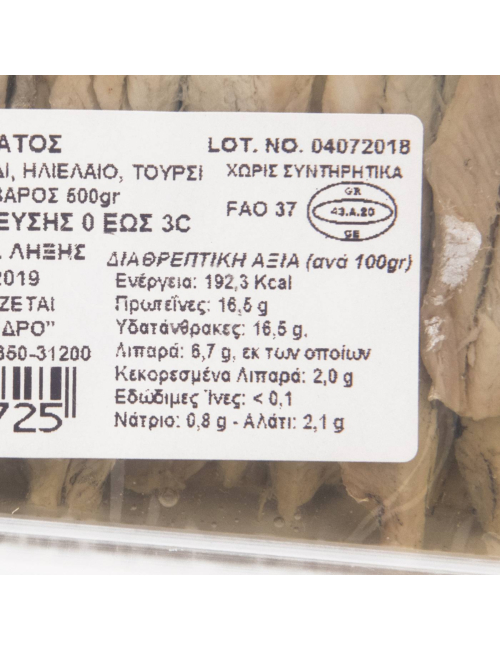 ΑΤΟΣ
LOT. NO. 04072018
ΔΙ, ΗΛΙΕΛΑΙΟ, ΤΟΥΡΣΙ
ΧΩΡΙΣ ΣΥΝΤΗΡΗΤΙΚΑ
ΒΑΡΟΣ 500gr
FAO 37
GR
43.A.20
GE
ΕΥΣΗΣ 0 ΕΩΣ 3C
. ΛΗΞΗΣ
2019
ΖΕΤΑΙ
ΔΡΟ"
350-31200
725
ΔΙΑΘΡΕΠΤΙΚΗ ΑΞΙΑ (ανά 100gr)
Ενέργεια: 192,3 Kcal
Πρωτεΐνες: 16,5 g
Υδατάνθρακες: 16,5 g.
Λιπαρά: 6,7 g, εκ των οποίων
Κεκορεσμένα Λιπαρά: 2,0 g
Εδώδιμες Ίνες: < 0,1
Νάτριο: 0,8 g - Αλάτι: 2,1 g